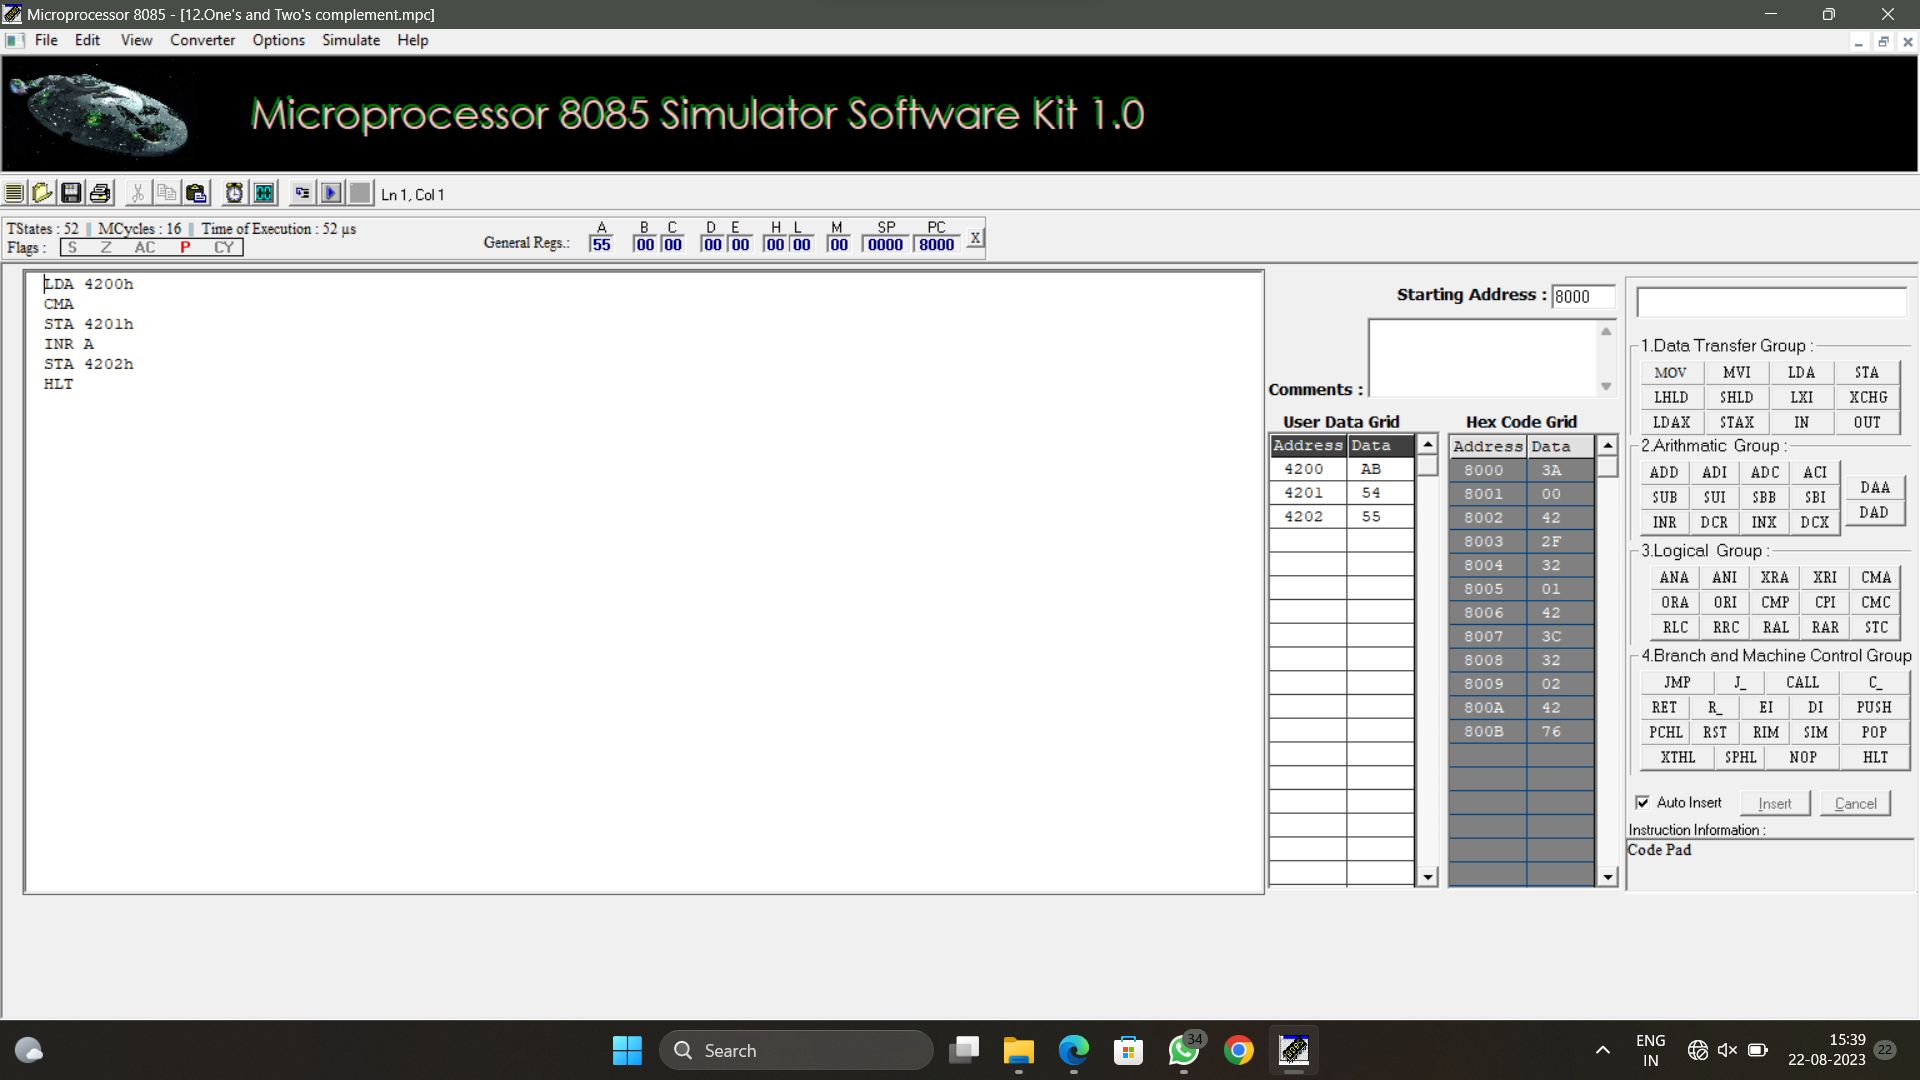 Microprocessor 8085 - [12.One's and Two's complement.mpc]
File Edit View Converter Options Simulate Help
Microprocessor 8085 Simulator Software Kit 1.0
Ln 1, Col 1
TStates : 52 || MCycles : 16 || Time of Execution : 52 µs
Flags : S Z AC P CY
General Regs.:
A B C D E H L M SP PC
55 00 00 00 00 00 00 00 0000 8000 X
LDA 4200h
CMA
STA 4201h
INR A
STA 4202h
HLT
Starting Address : 8000
Comments :
User Data Grid
Address Data
4200 AB
4201 54
4202 55
Hex Code Grid
Address Data
8000 3A
8001 00
8002 42
8003 2F
8004 32
8005 01
8006 42
8007 3C
8008 32
8009 02
800A 42
800B 76
1.Data Transfer Group :
MOV MVI LDA STA
LHLD SHLD LXI XCHG
LDAX STAX IN OUT
2.Arithmatic Group :
ADD ADI ADC ACI
SUB SUI SBB SBI
INR DCR INX DCX
DAA
DAD
3.Logical Group :
ANA ANI XRA XRI CMA
ORA ORI CMP CPI CMC
RLC RRC RAL RAR STC
4.Branch and Machine Control Group
JMP J_ CALL C_
RET R_ EI DI PUSH
PCHL RST RIM SIM POP
XTHL SPHL NOP HLT
Auto Insert Insert Cancel
Instruction Information :
Code Pad
Search
34
ENG
IN
15:39
22-08-2023
22